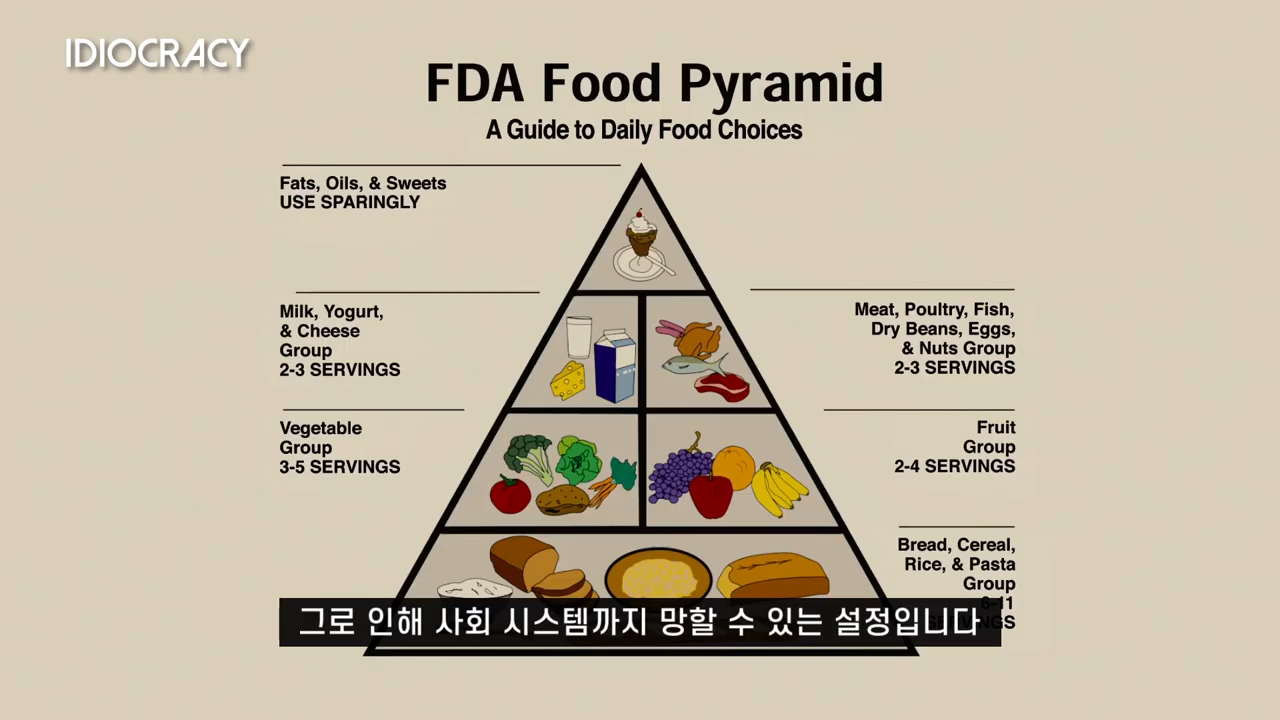 IDIOCRACY
FDA Food Pyramid
A Guide to Daily Food Choices
Fats, Oils, & Sweets
USE SPARINGLY
Milk, Yogurt,
& Cheese
Group
2-3 SERVINGS
Meat, Poultry, Fish,
Dry Beans, Eggs,
& Nuts Group
2-3 SERVINGS
Vegetable
Group
3-5 SERVINGS
Fruit
Group
2-4 SERVINGS
Bread, Cereal,
Rice, & Pasta
Group
6-11
그로 인해 사회 시스템까지 망할 수 있는 설정입니다